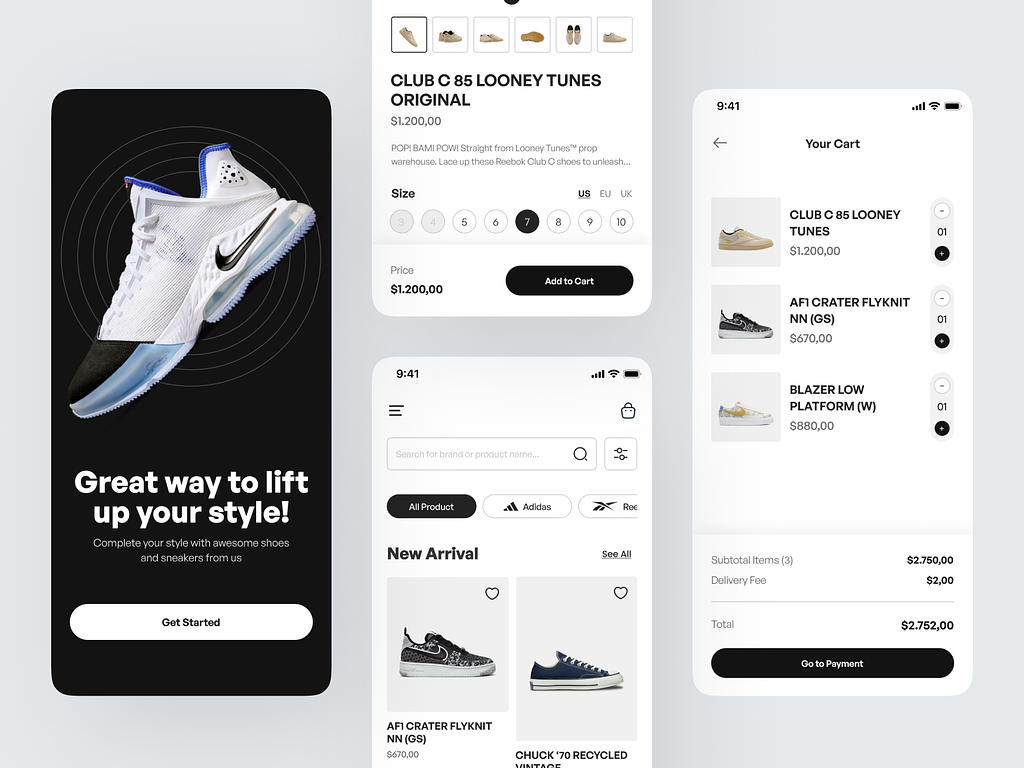 Great way to lift
up your style!
Complete your style with awesome shoes
and sneakers from us
Get Started
CLUB C 85 LOONEY TUNES
ORIGINAL
$1.200,00
POP! BAM! POW! Straight from Looney Tunes™ prop
warehouse. Lace up these Reebok Club C shoes to unleash...
Size US EU UK
3 4 5 6 7 8 9 10
Price
$1.200,00
Add to Cart
9:41
Search for brand or product name...
All Product Adidas Ree
New Arrival See All
AF1 CRATER FLYKNIT
NN (GS)
$670,00
CHUCK '70 RECYCLED
VINTAGE
9:41
Your Cart
CLUB C 85 LOONEY
TUNES
$1.200,00
01
AF1 CRATER FLYKNIT
NN (GS)
$670,00
01
BLAZER LOW
PLATFORM (W)
$880,00
01
Subtotal Items (3) $2.750,00
Delivery Fee $2,00
Total $2.752,00
Go to Payment